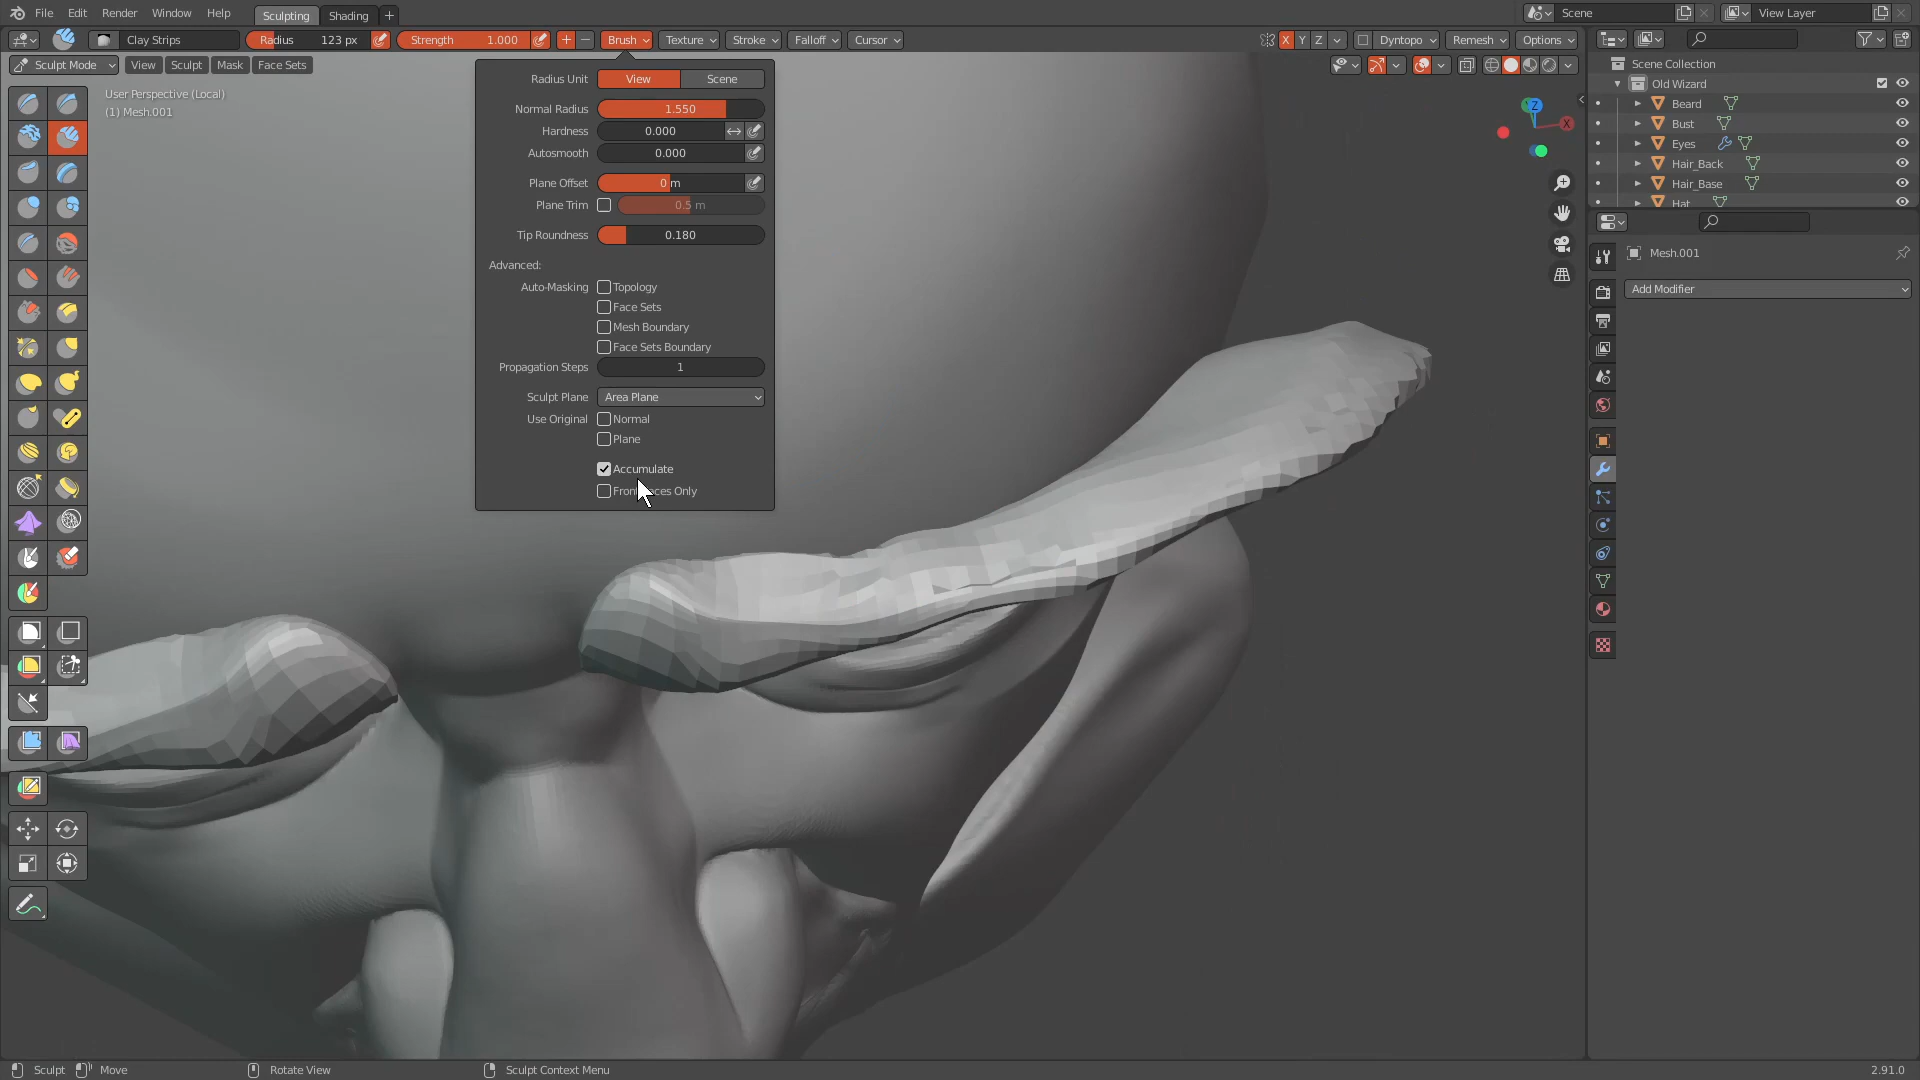 File Edit Render Window Help Sculpting Shading + Scene View Layer
Clay Strips Radius 123 px Strength 1.000 + − Brush Texture Stroke Falloff Cursor X Y Z Dyntopo Remesh Options
Sculpt Mode View Sculpt Mask Face Sets
User Perspective (Local)
(1) Mesh.001
Radius Unit View Scene
Normal Radius 1.550
Hardness 0.000
Autosmooth 0.000
Plane Offset 0 m
Plane Trim 0.5 m
Tip Roundness 0.180
Advanced:
Auto-Masking Topology
Face Sets
Mesh Boundary
Face Sets Boundary
Propagation Steps 1
Sculpt Plane Area Plane
Use Original Normal
Plane
Accumulate
Only
Z
X
Scene Collection
Old Wizard
Beard
Bust
Eyes
Hair_Back
Hair_Base
Hat
Mesh.001
Add Modifier
Sculpt Move Rotate View Sculpt Context Menu 2.91.0